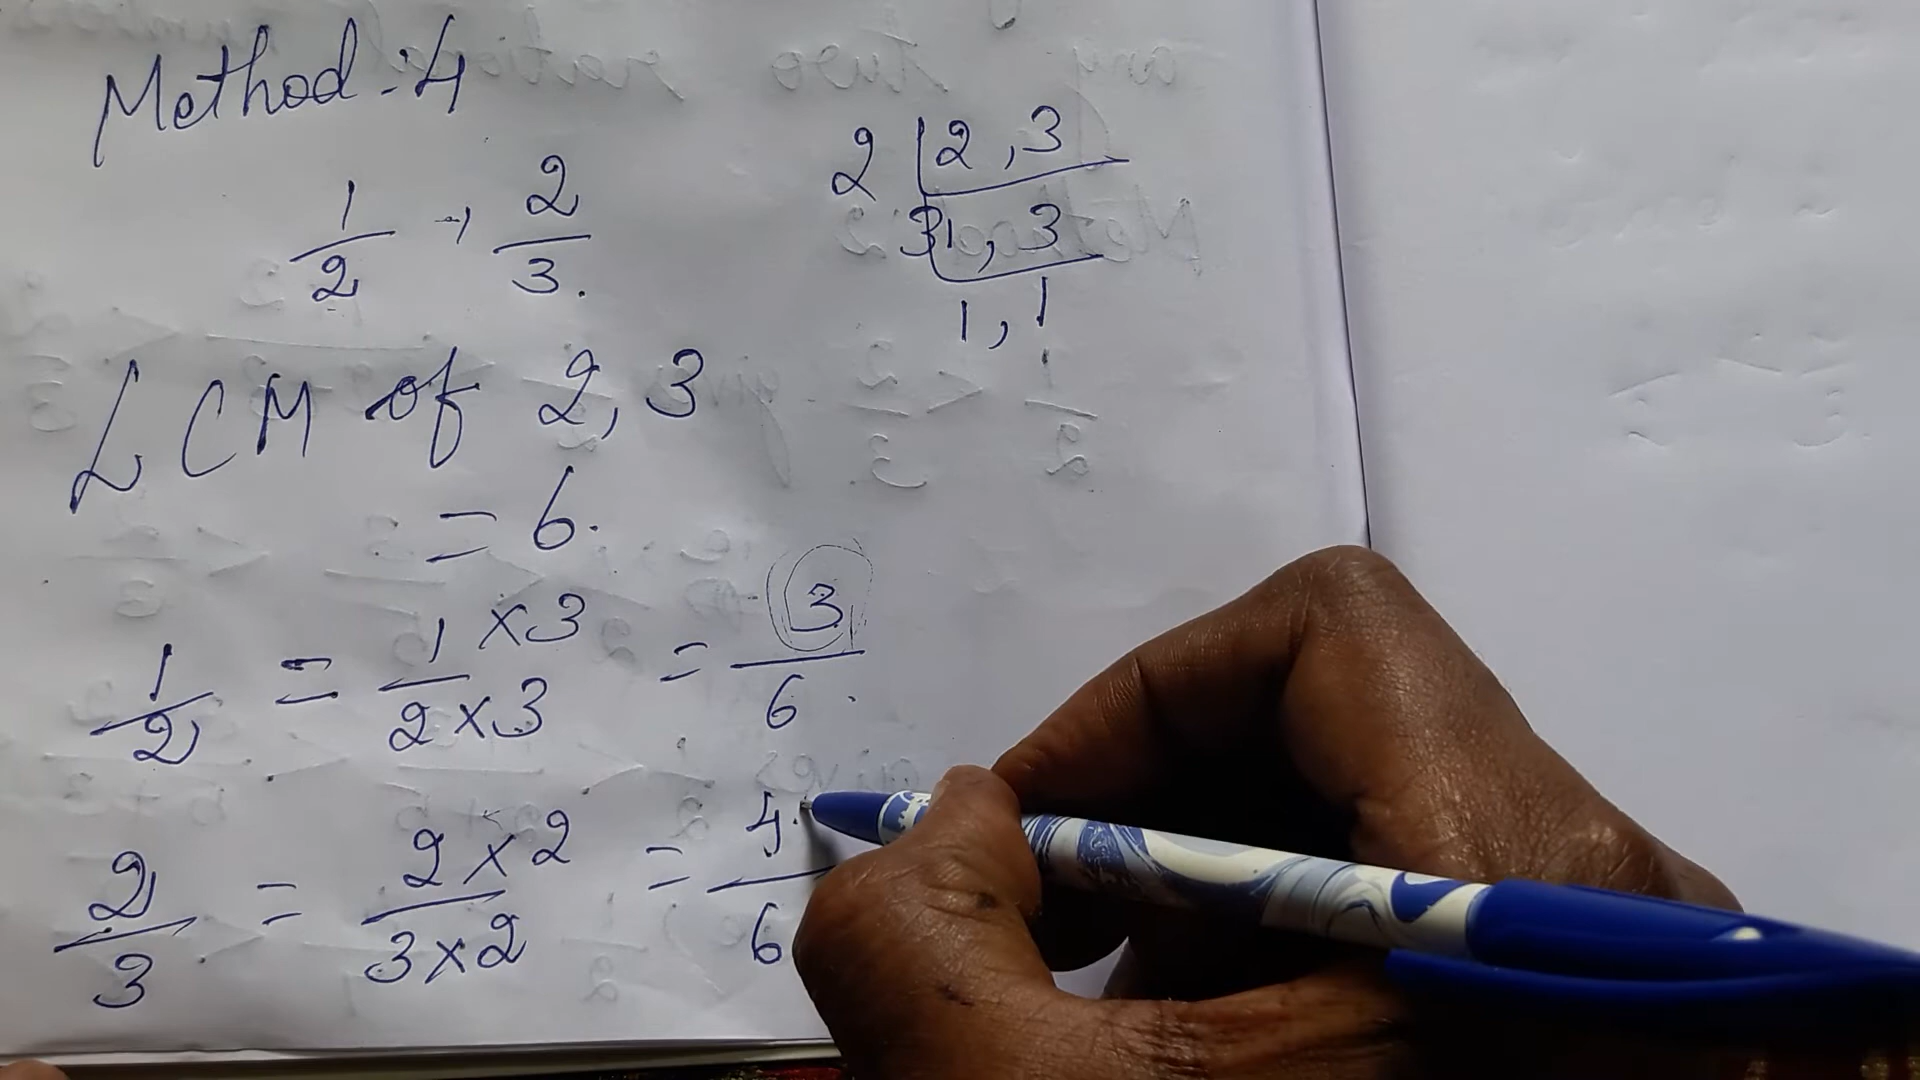 Method:4
1/2 , 2/3.
2 | 2, 3
3 | 1, 3
1, 1
LCM of 2, 3
= 6.
1/2 = 1 × 3 / 2 × 3 = 3/6.
2/3 = 2 × 2 / 3 × 2 = 4/6